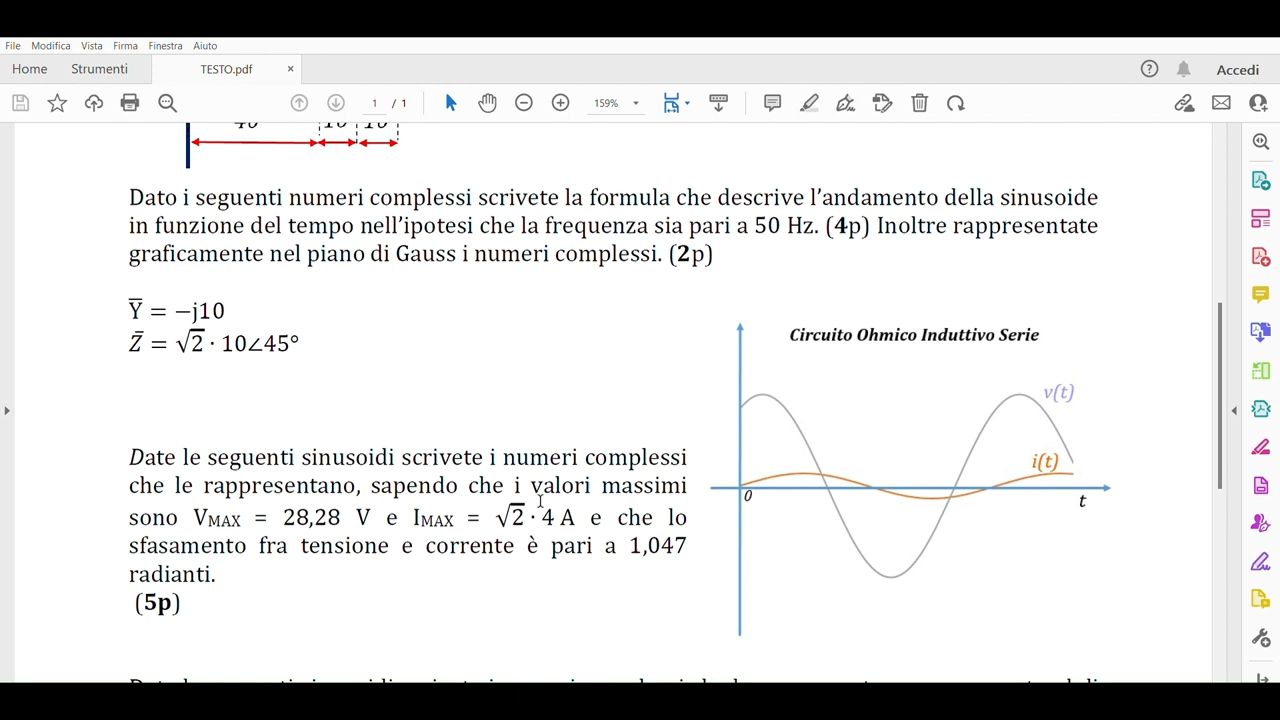 File Modifica Vista Firma Finestra Aiuto
Home Strumenti TESTO.pdf × Accedi
1 / 1 159%
Dato i seguenti numeri complessi scrivete la formula che descrive l'andamento della sinusoide
in funzione del tempo nell'ipotesi che la frequenza sia pari a 50 Hz. (4p) Inoltre rappresentate
graficamente nel piano di Gauss i numeri complessi. (2p)
Y̅ = −j10
Z̅ = √2 · 10∠45°
Circuito Ohmico Induttivo Serie
v(t)
i(t)
0
t
Date le seguenti sinusoidi scrivete i numeri complessi
che le rappresentano, sapendo che i valori massimi
sono VMAX = 28,28 V e IMAX = √2 · 4 A e che lo
sfasamento fra tensione e corrente è pari a 1,047
radianti.
(5p)